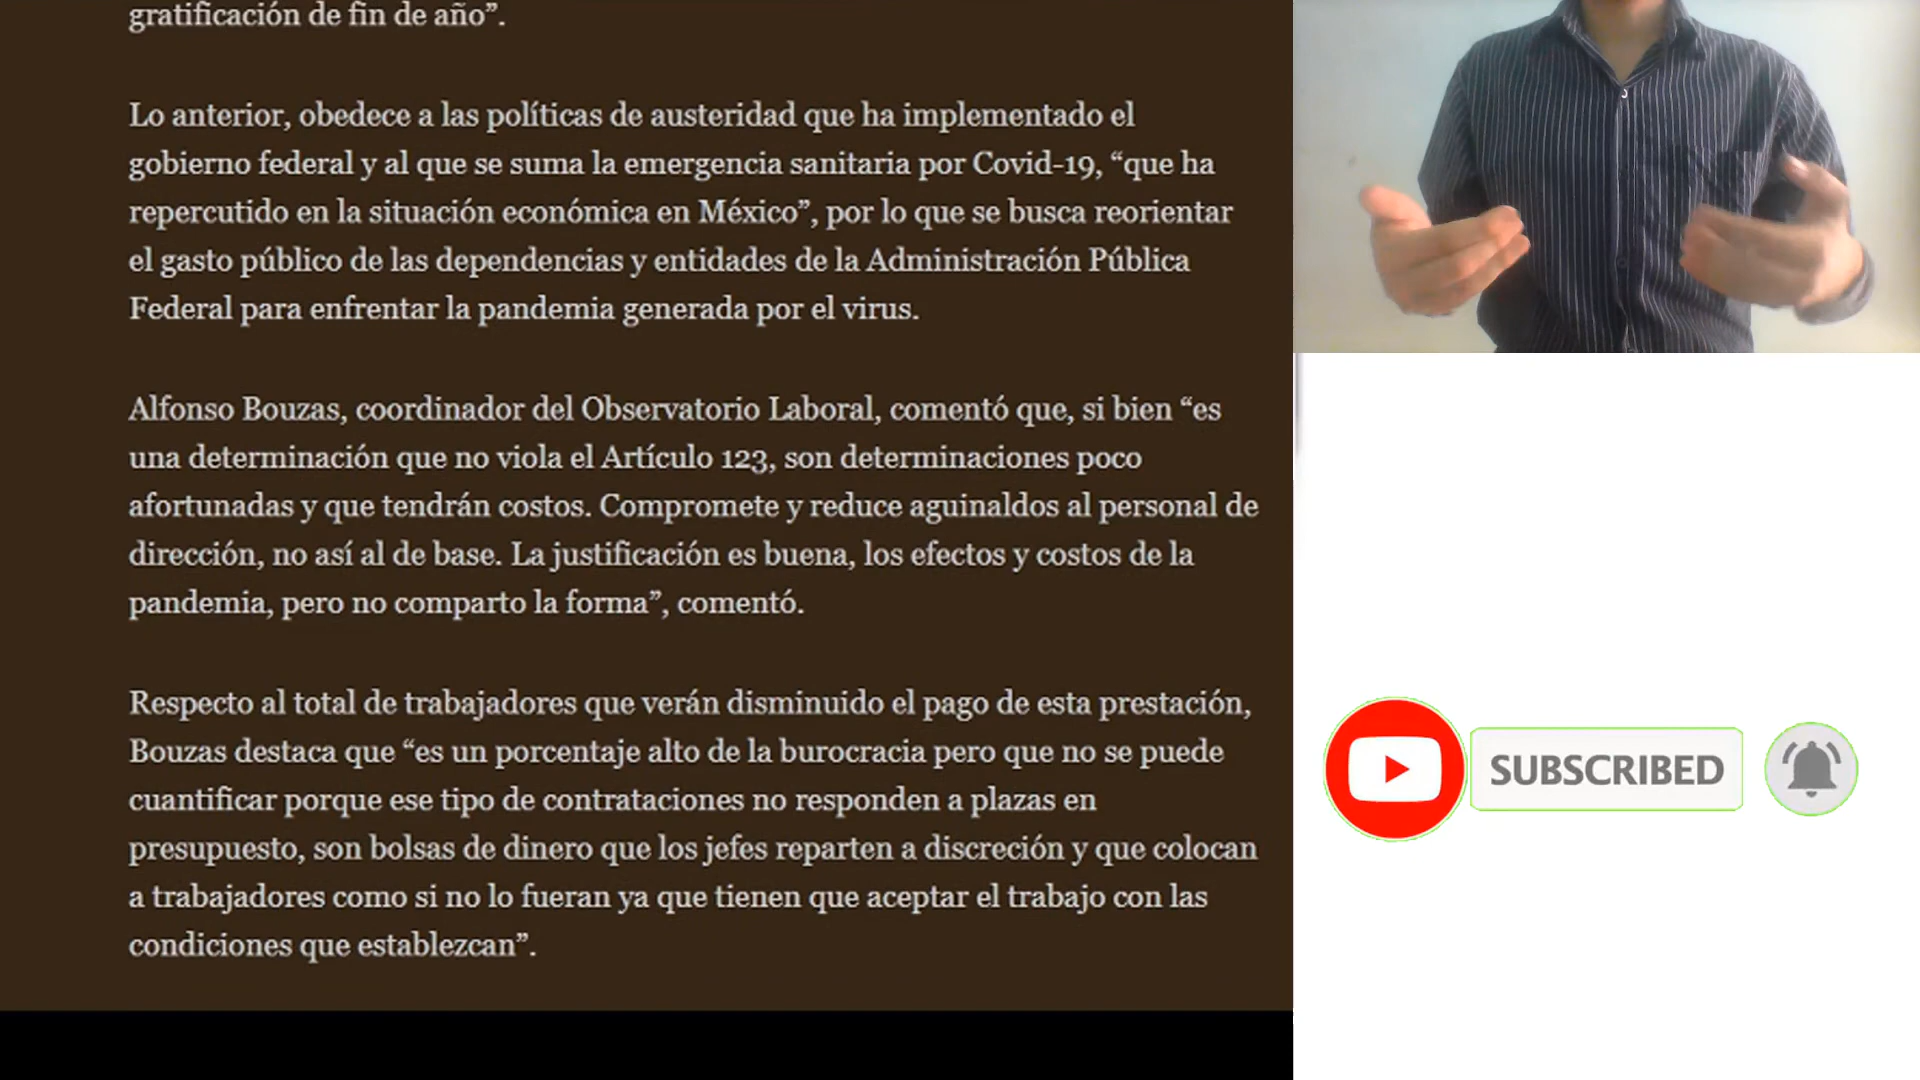 gratificación de fin de año”.
Lo anterior, obedece a las políticas de austeridad que ha implementado el
gobierno federal y al que se suma la emergencia sanitaria por Covid-19, “que ha
repercutido en la situación económica en México”, por lo que se busca reorientar
el gasto público de las dependencias y entidades de la Administración Pública
Federal para enfrentar la pandemia generada por el virus.
Alfonso Bouzas, coordinador del Observatorio Laboral, comentó que, si bien “es
una determinación que no viola el Artículo 123, son determinaciones poco
afortunadas y que tendrán costos. Compromete y reduce aguinaldos al personal de
dirección, no así al de base. La justificación es buena, los efectos y costos de la
pandemia, pero no comparto la forma”, comentó.
Respecto al total de trabajadores que verán disminuido el pago de esta prestación,
Bouzas destaca que “es un porcentaje alto de la burocracia pero que no se puede
cuantificar porque ese tipo de contrataciones no responden a plazas en
presupuesto, son bolsas de dinero que los jefes reparten a discreción y que colocan
a trabajadores como si no lo fueran ya que tienen que aceptar el trabajo con las
condiciones que establezcan”.
SUBSCRIBED